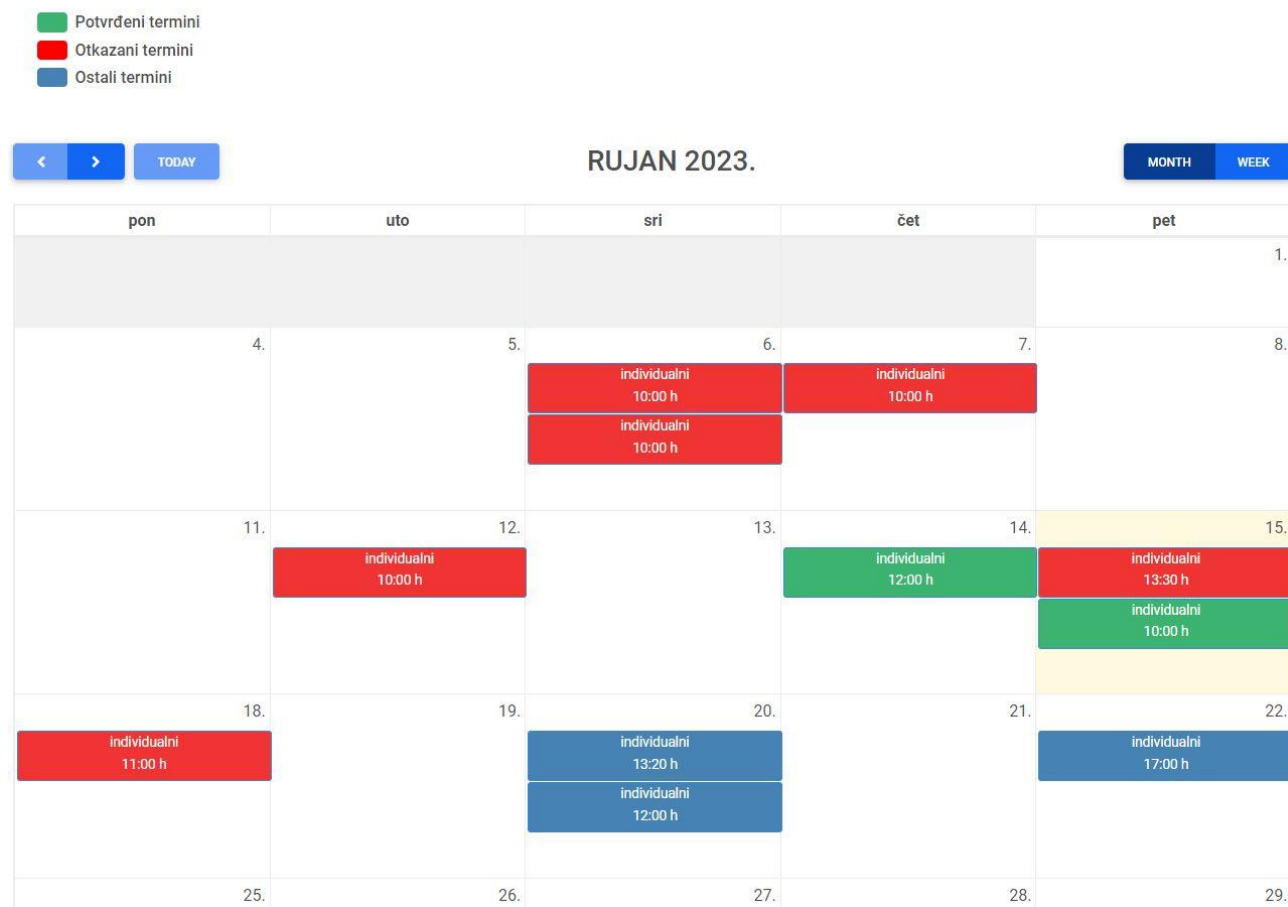 Potvrđeni termini
Otkazani termini
Ostali termini
TODAY
RUJAN 2023.
MONTH WEEK
pon uto sri čet pet
1.
4. 5. 6. 7. 8.
individualni individualni
10:00 h 10:00 h
individualni
10:00 h
11. 12. 13. 14. 15.
individualni individualni individualni
10:00 h 12:00 h 13:30 h
individualni
10:00 h
18. 19. 20. 21. 22.
individualni individualni individualni
11:00 h 13:20 h 17:00 h
individualni
12:00 h
25. 26. 27. 28. 29.